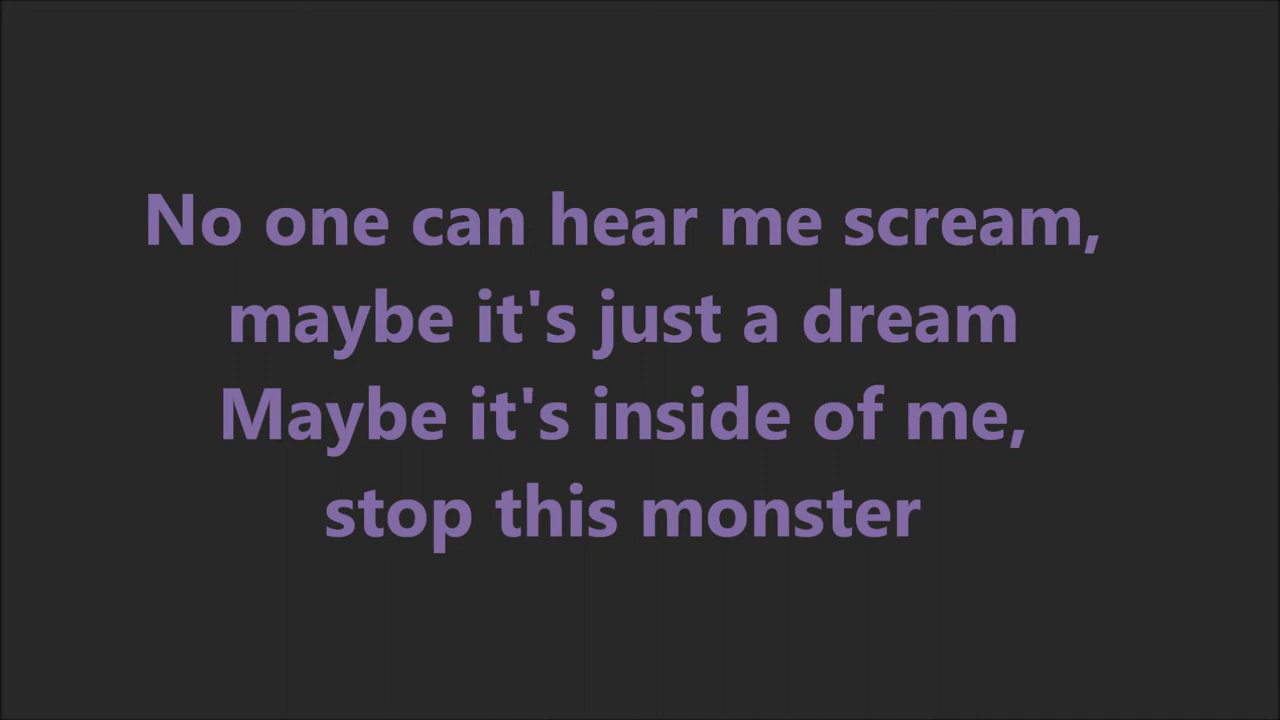 No one can hear me scream,
maybe it's just a dream
Maybe it's inside of me,
stop this monster